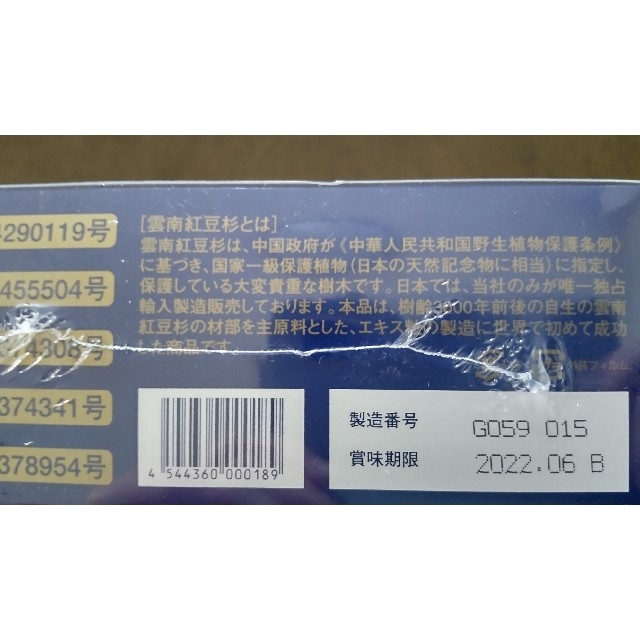 4290119号
455504号
374341号
378954号
[雲南紅豆杉とは]
雲南紅豆杉は、中国政府が《中華人民共和国野生植物保護条例》
に基づき、国家一級保護植物（日本の天然記念物に相当）に指定し、
保護している大変貴重な樹木です。日本では、当社のみが唯一独占
輸入製造販売しております。本品は、樹齢3000年前後の自生の雲南
紅豆杉の材部を主原料とした、エキス の製造に世界で初めて成功
した商品です。
4 544360 000189
製造番号 G059 015
賞味期限 2022.06 B